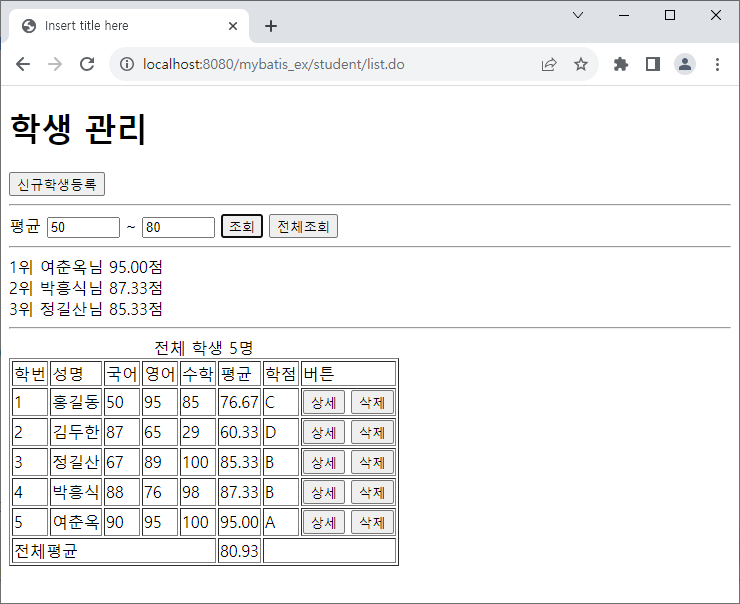 Insert title here
localhost:8080/mybatis_ex/student/list.do
학생 관리
신규학생등록
평균 50 ~ 80 조회 전체조회
1위 여춘옥님 95.00점
2위 박흥식님 87.33점
3위 정길산님 85.33점
전체 학생 5명
학번 성명 국어 영어 수학 평균 학점 버튼
1 홍길동 50 95 85 76.67 C 상세 삭제
2 김두한 87 65 29 60.33 D 상세 삭제
3 정길산 67 89 100 85.33 B 상세 삭제
4 박흥식 88 76 98 87.33 B 상세 삭제
5 여춘옥 90 95 100 95.00 A 상세 삭제
전체평균 80.93